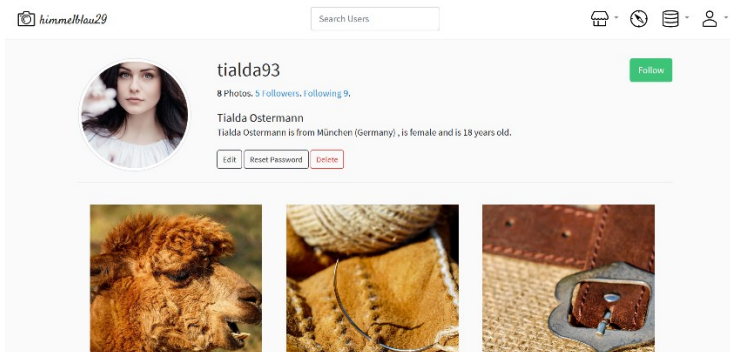 himmelblau29
Search Users
tialda93
Follow
8 Photos. 5 Followers. Following 9.
Tialda Ostermann
Tialda Ostermann is from München (Germany) , is female and is 18 years old.
Edit
Reset Password
Delete